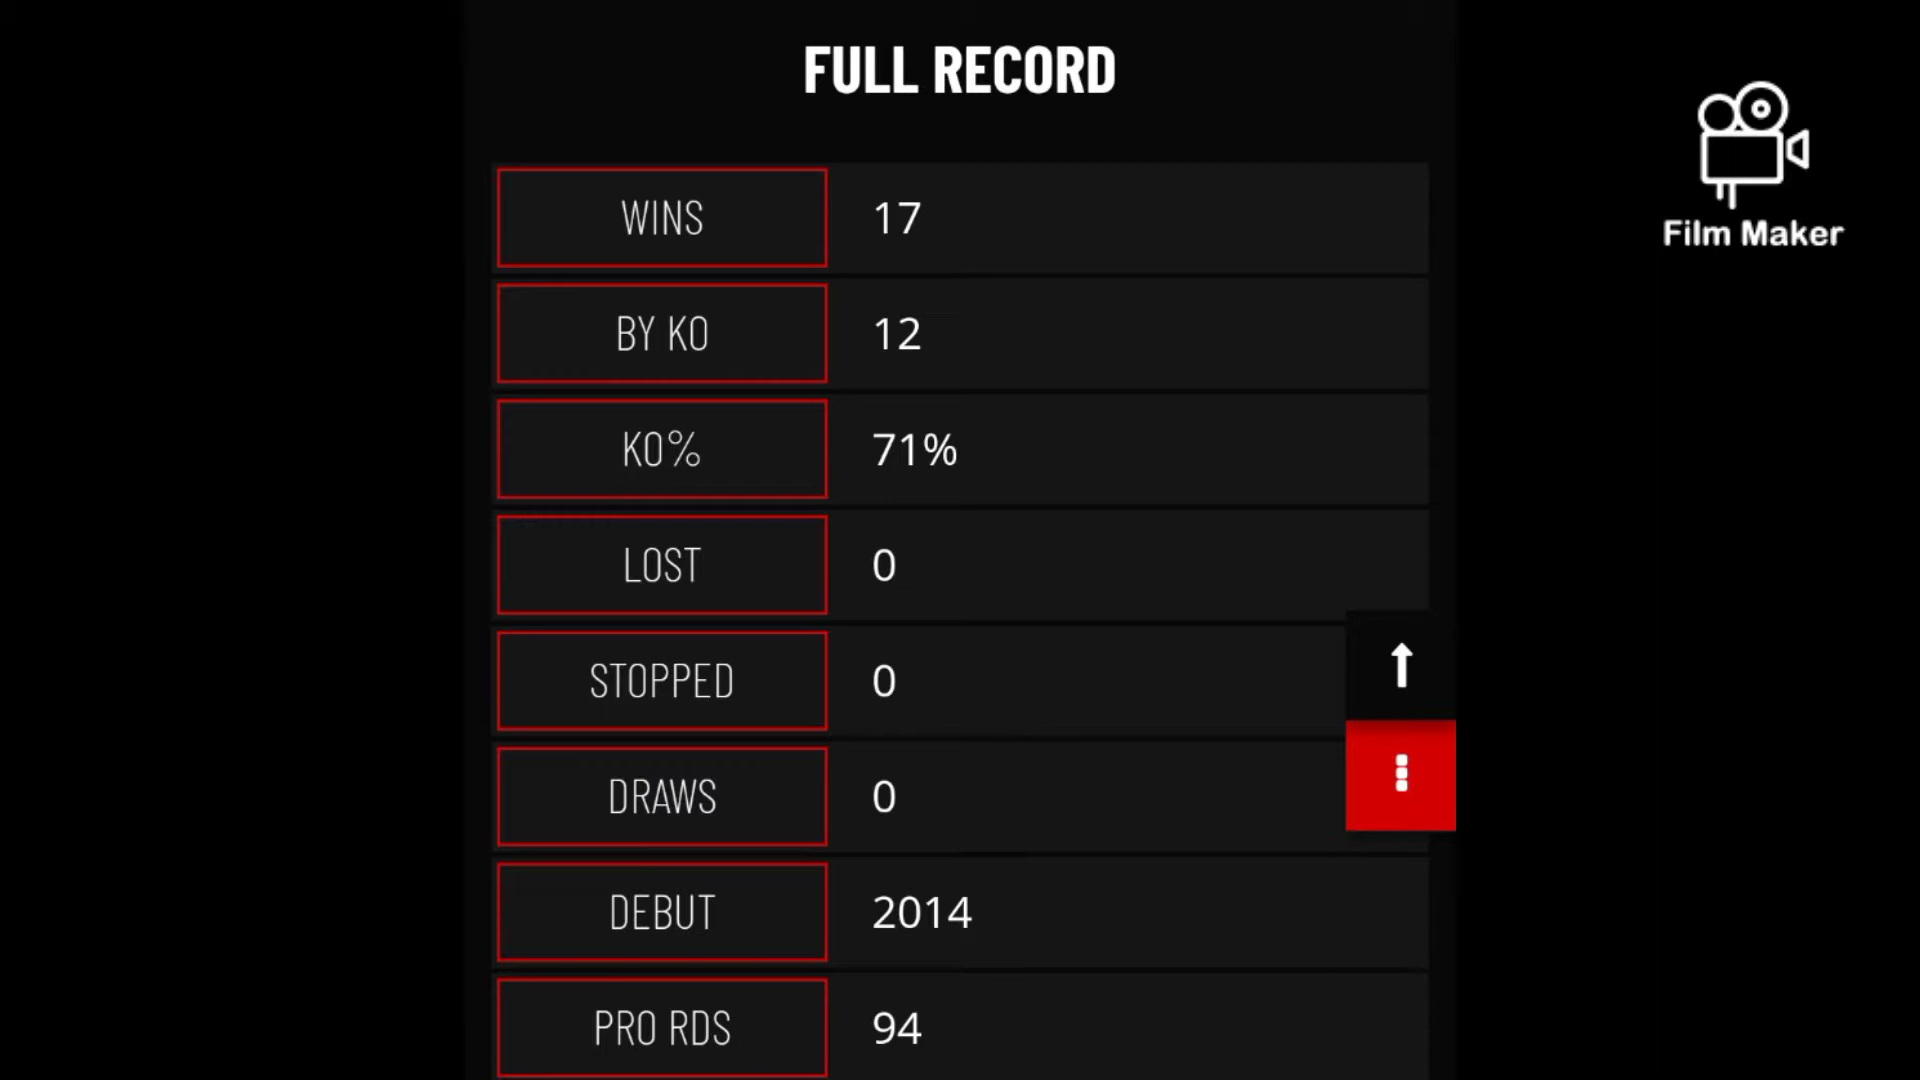 FULL RECORD
WINS 17
BY KO 12
KO% 71%
LOST 0
STOPPED 0
DRAWS 0
DEBUT 2014
PRO RDS 94
Film Maker